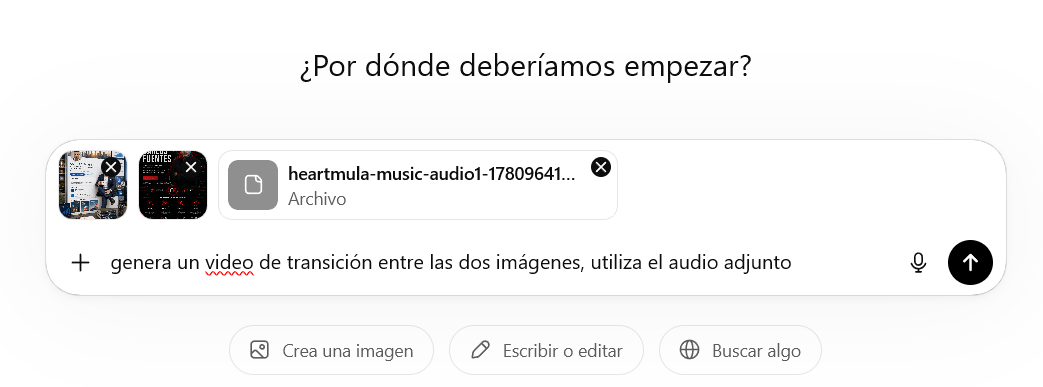 ¿Por dónde deberíamos empezar?
FUENTES
heartmula-music-audio1-17809641...
Archivo
genera un video de transición entre las dos imágenes, utiliza el audio adjunto
Crea una imagen
Escribir o editar
Buscar algo